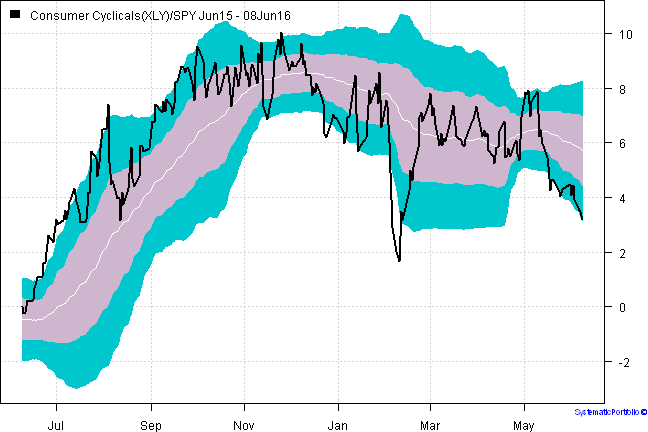 Consumer Cyclicals(XLY)/SPY Jun15 - 08Jun16
10
8
6
4
2
0
-2
Jul Sep Nov Jan Mar May
SystematicPortfolio ©